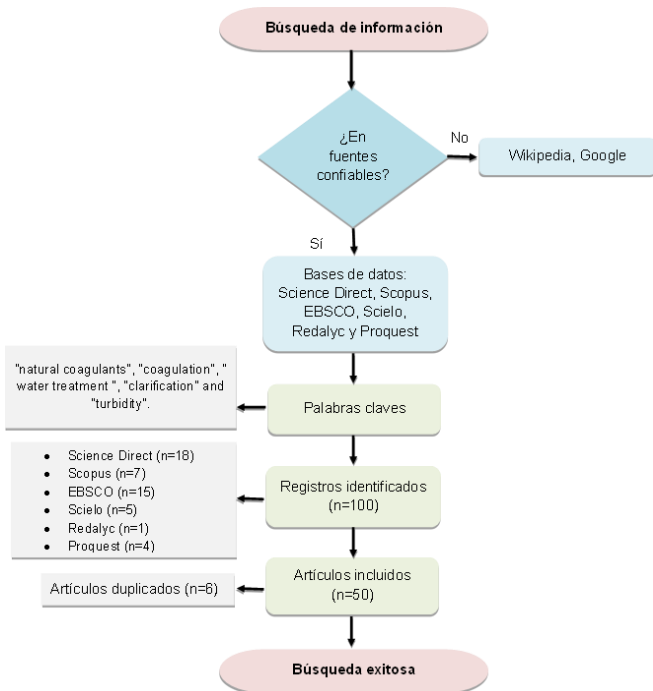 Búsqueda de información
¿En
fuentes
confiables?
No
Wikipedia, Google
Sí
Bases de datos:
Science Direct, Scopus,
EBSCO, Scielo,
Redalyc y Proquest
"natural coagulants", "coagulation", "
water treatment ", "clarification" and
"turbidity".
Palabras claves
• Science Direct (n=18)
• Scopus (n=7)
• EBSCO (n=15)
• Scielo (n=5)
• Redalyc (n=1)
• Proquest (n=4)
Registros identificados
(n=100)
Artículos duplicados (n=6)
Artículos incluidos
(n=50)
Búsqueda exitosa